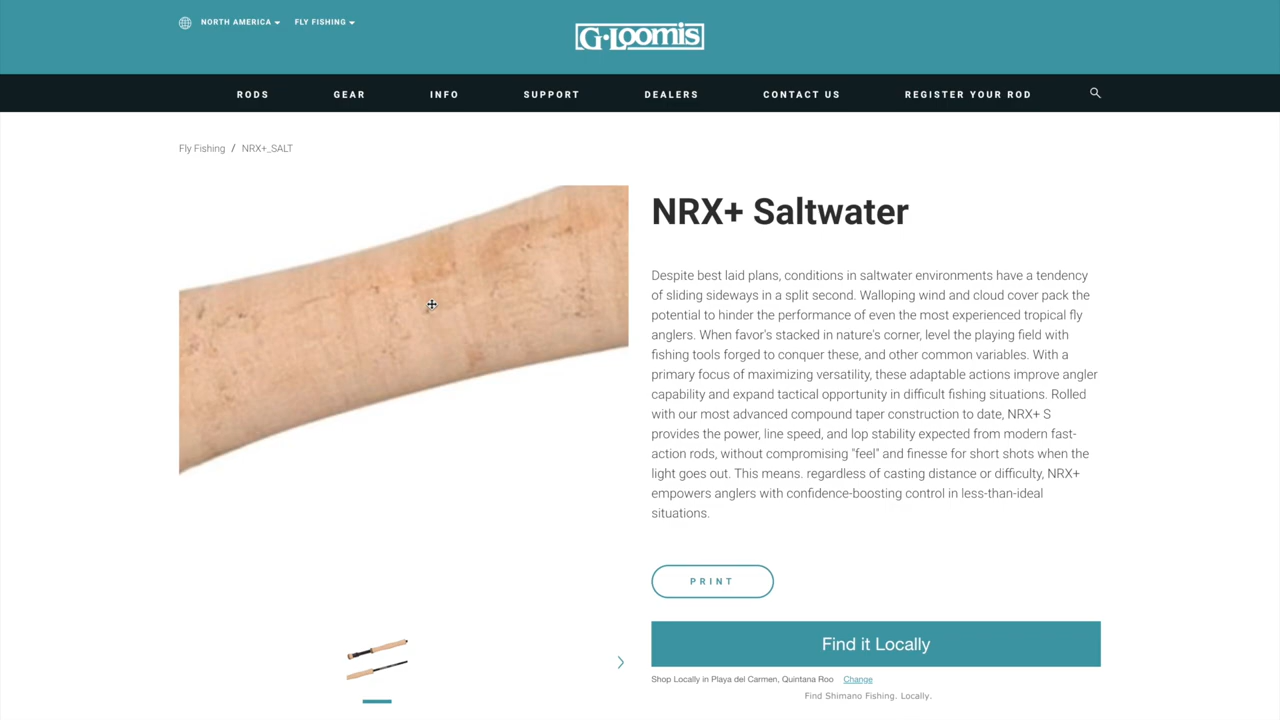 NORTH AMERICA
FLY FISHING
G·Loomis
RODS
GEAR
INFO
SUPPORT
DEALERS
CONTACT US
REGISTER YOUR ROD
Fly Fishing / NRX+_SALT
NRX+ Saltwater
Despite best laid plans, conditions in saltwater environments have a tendency
of sliding sideways in a split second. Walloping wind and cloud cover pack the
potential to hinder the performance of even the most experienced tropical fly
anglers. When favor's stacked in nature's corner, level the playing field with
fishing tools forged to conquer these, and other common variables. With a
primary focus of maximizing versatility, these adaptable actions improve angler
capability and expand tactical opportunity in difficult fishing situations. Rolled
with our most advanced compound taper construction to date, NRX+ S
provides the power, line speed, and lop stability expected from modern fast-
action rods, without compromising "feel" and finesse for short shots when the
light goes out. This means. regardless of casting distance or difficulty, NRX+
empowers anglers with confidence-boosting control in less-than-ideal
situations.
PRINT
Find it Locally
Shop Locally in Playa del Carmen, Quintana Roo Change
Find Shimano Fishing. Locally.